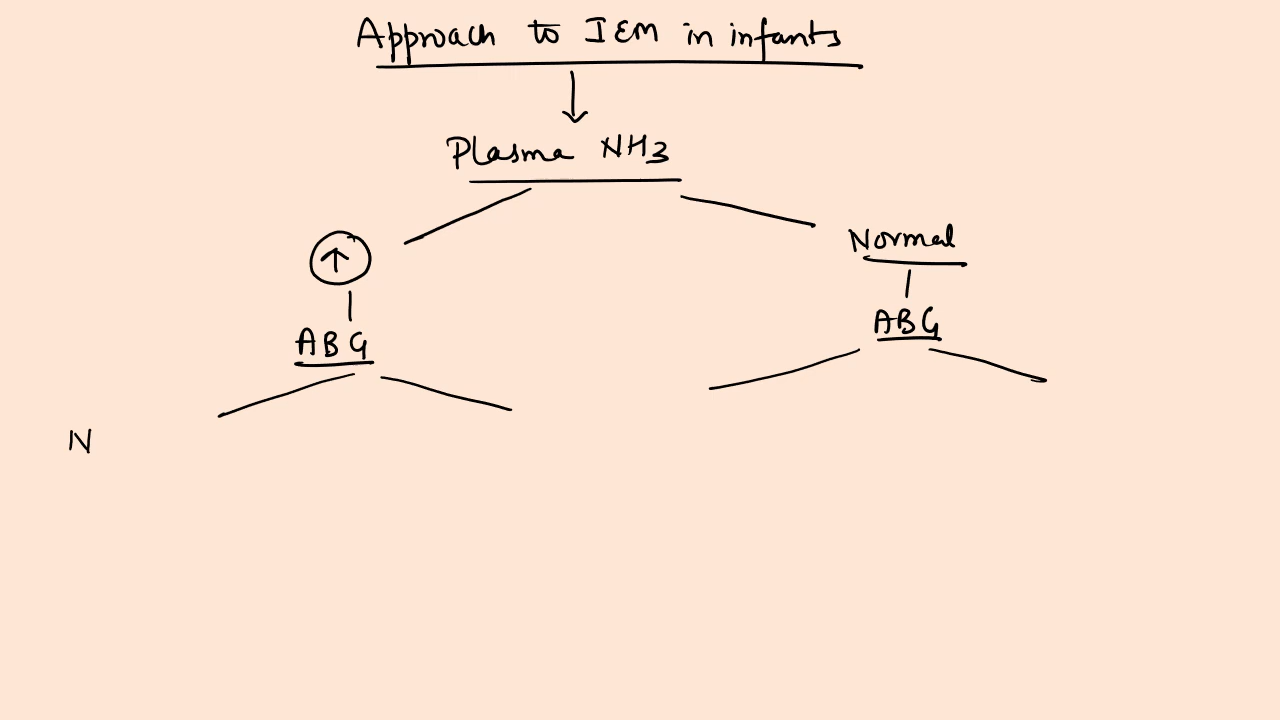 Approach to IEM in infants
Plasma NH3
↑
Normal
ABG
ABG
N